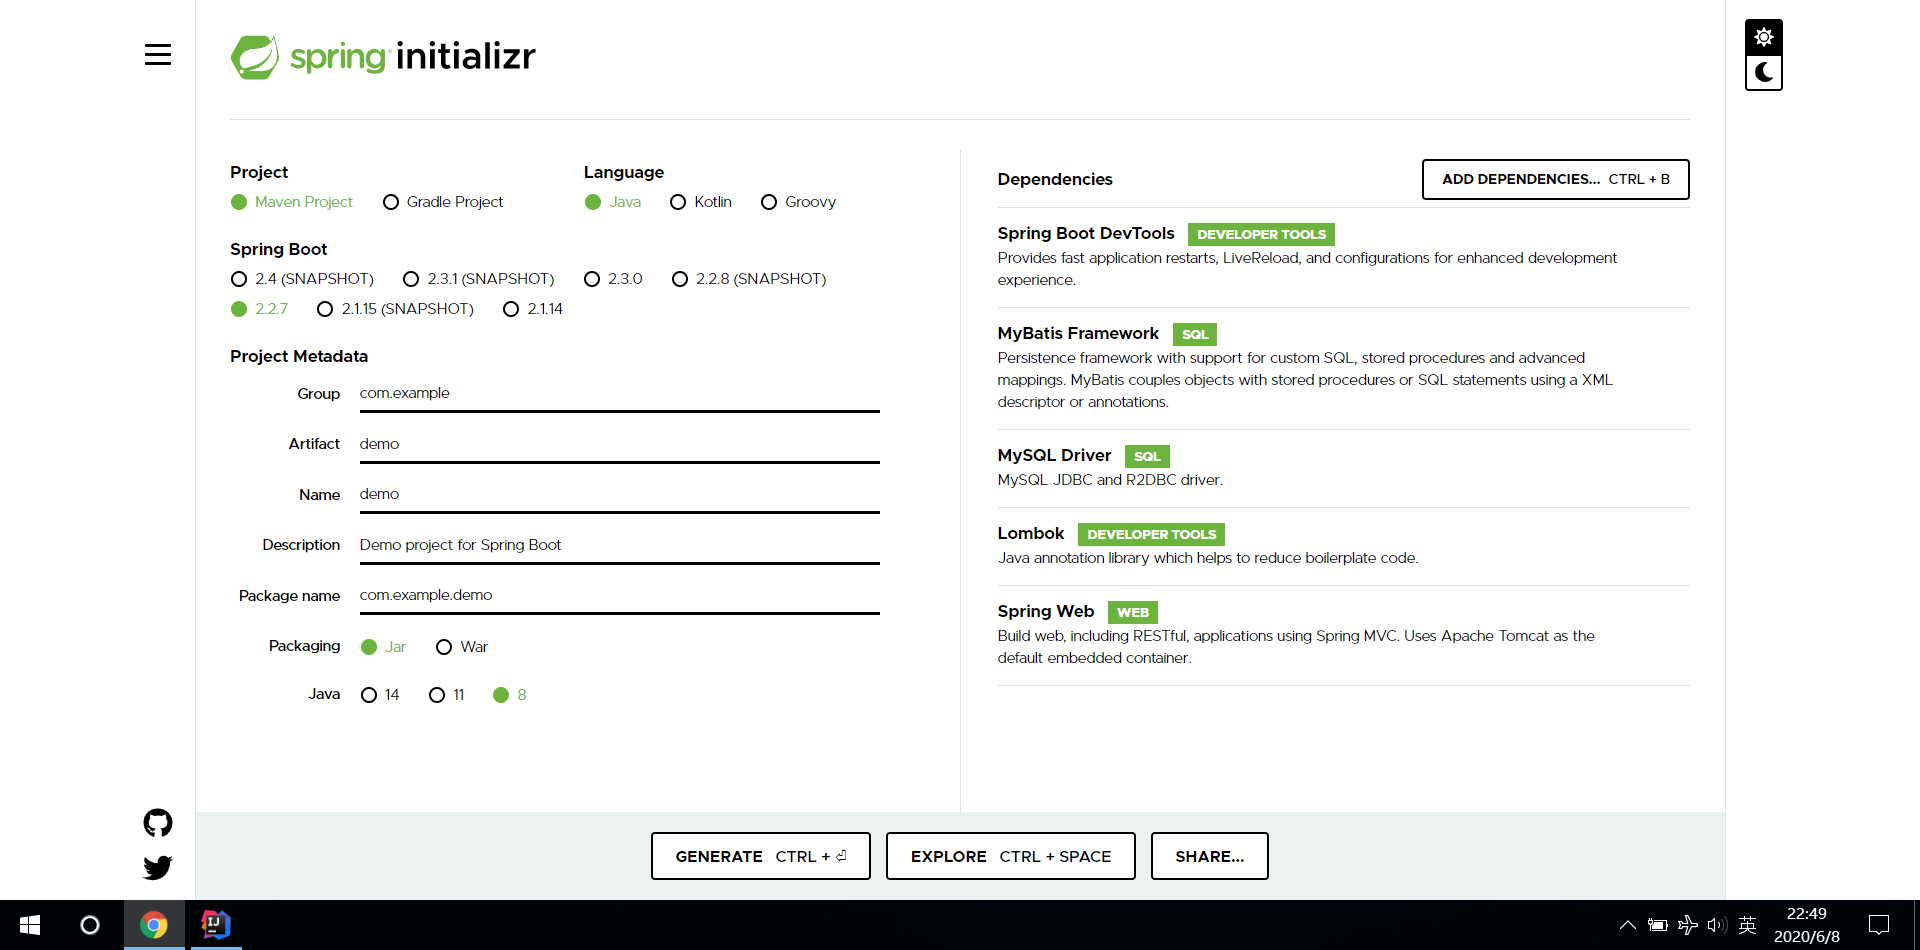 spring initializr
Project
Maven Project Gradle Project
Language
Java Kotlin Groovy
Spring Boot
2.4 (SNAPSHOT) 2.3.1 (SNAPSHOT) 2.3.0 2.2.8 (SNAPSHOT)
2.2.7 2.1.15 (SNAPSHOT) 2.1.14
Project Metadata
Group com.example
Artifact demo
Name demo
Description Demo project for Spring Boot
Package name com.example.demo
Packaging Jar War
Java 14 11 8
Dependencies
ADD DEPENDENCIES... CTRL + B
Spring Boot DevTools DEVELOPER TOOLS
Provides fast application restarts, LiveReload, and configurations for enhanced development
experience.
MyBatis Framework SQL
Persistence framework with support for custom SQL, stored procedures and advanced
mappings. MyBatis couples objects with stored procedures or SQL statements using a XML
descriptor or annotations.
MySQL Driver SQL
MySQL JDBC and R2DBC driver.
Lombok DEVELOPER TOOLS
Java annotation library which helps to reduce boilerplate code.
Spring Web WEB
Build web, including RESTful, applications using Spring MVC. Uses Apache Tomcat as the
default embedded container.
GENERATE CTRL + ⏎
EXPLORE CTRL + SPACE
SHARE...
IJ
英
22:49
2020/6/8